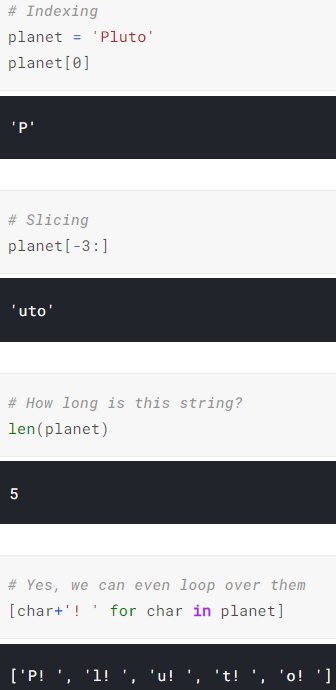 # Indexing
planet = 'Pluto'
planet[0]
'P'
# Slicing
planet[-3:]
'uto'
# How long is this string?
len(planet)
5
# Yes, we can even loop over them
[char+'! ' for char in planet]
['P! ', 'l! ', 'u! ', 't! ', 'o! ']